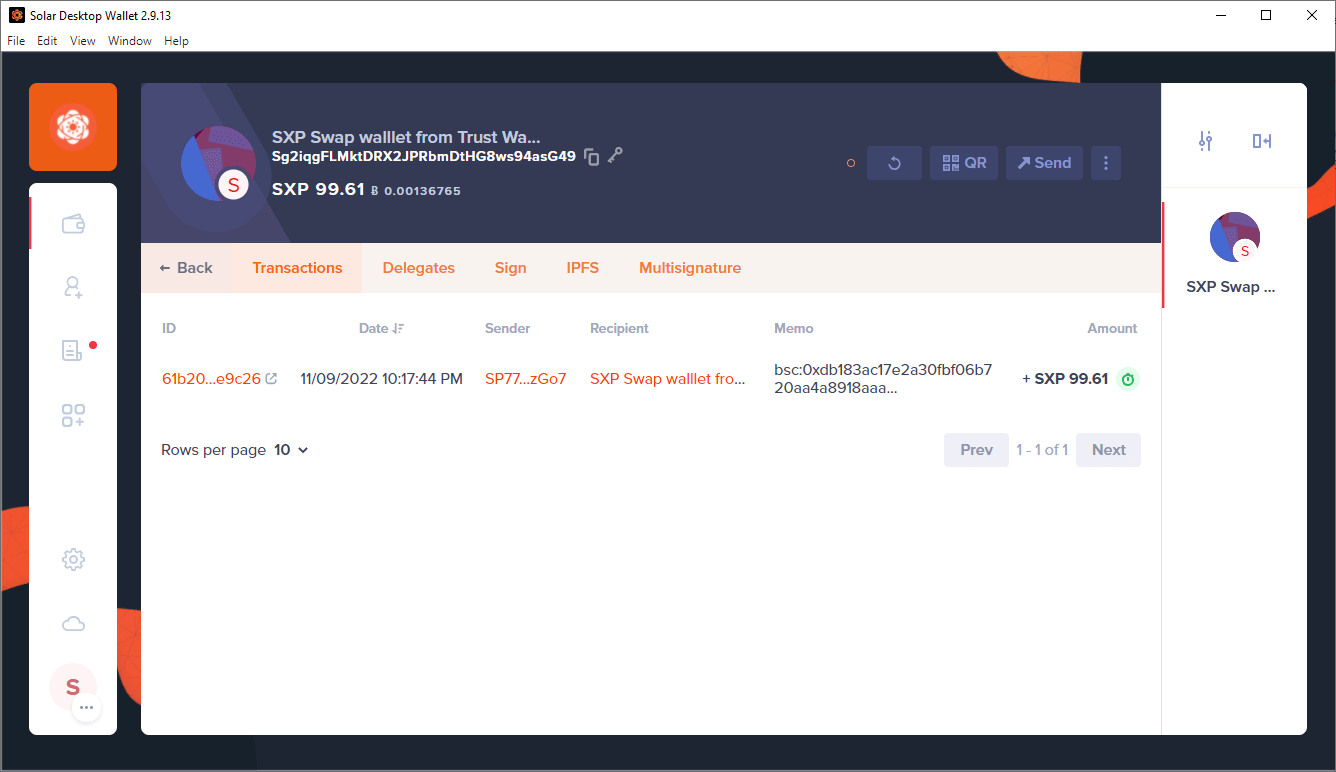 Solar Desktop Wallet 2.9.13
File Edit View Window Help
SXP Swap walllet from Trust Wa...
Sg2iqgFLMktDRX2JPRbmDtHG8ws94asG49
S
SXP 99.61 Ƀ 0.00136765
QR
Send
S
SXP Swap ...
← Back Transactions Delegates Sign IPFS Multisignature
ID Date Sender Recipient Memo Amount
61b20...e9c26 11/09/2022 10:17:44 PM SP77...zGo7 SXP Swap walllet fro... bsc:0xdb183ac17e2a30fbf06b7
20aa4a8918aaa... + SXP 99.61
Rows per page 10 Prev 1 - 1 of 1 Next
S